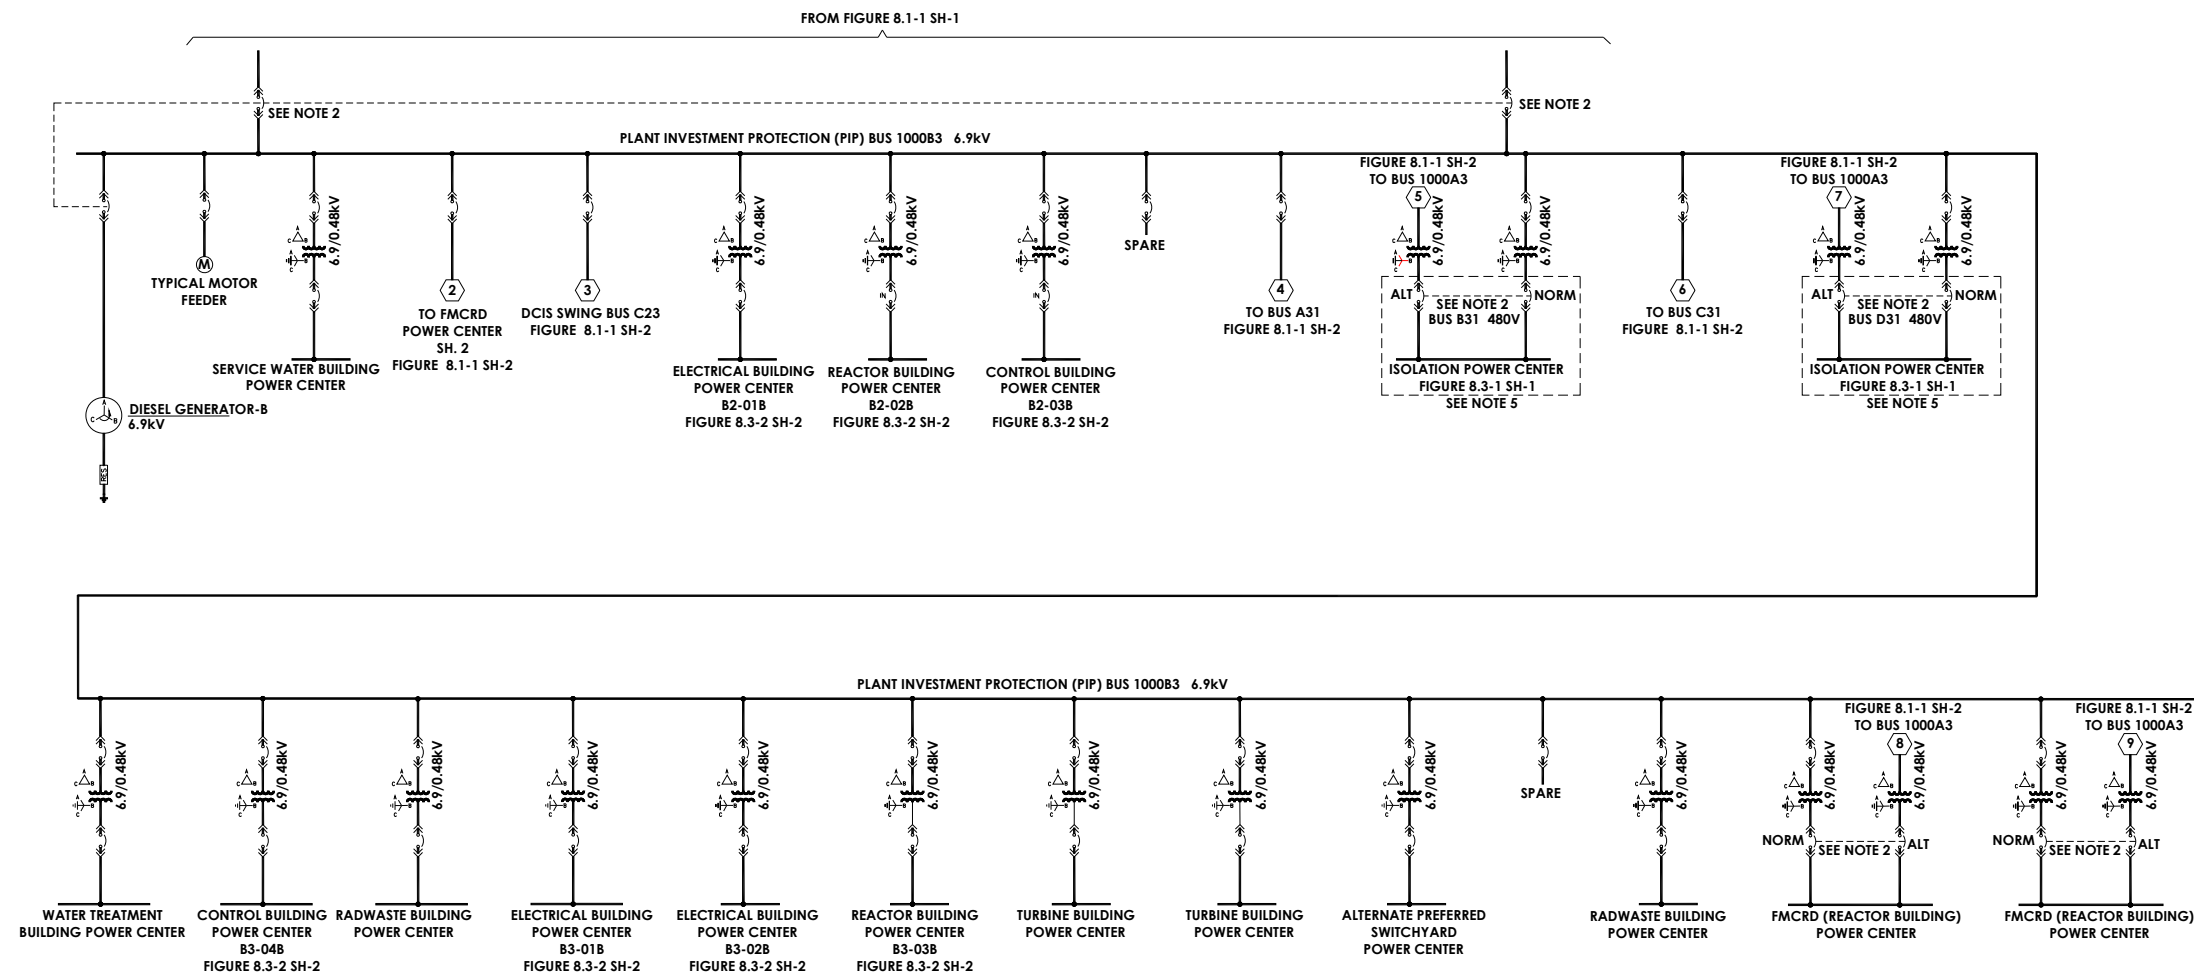 FROM FIGURE 8.1-1 SH-1
SEE NOTE 2
SEE NOTE 2
PLANT INVESTMENT PROTECTION (PIP) BUS 1000B3 6.9kV
FIGURE 8.1-1 SH-2
TO BUS 1000A3
5
FIGURE 8.1-1 SH-2
TO BUS 1000A3
7
6.9/0.48kV
6.9/0.48kV
6.9/0.48kV
6.9/0.48kV
6.9/0.48kV
6.9/0.48kV
6.9/0.48kV
6.9/0.48kV
M
TYPICAL MOTOR
FEEDER
SERVICE WATER BUILDING
POWER CENTER
2
TO FMCRD
POWER CENTER
SH. 2
FIGURE 8.1-1 SH-2
3
DCIS SWING BUS C23
FIGURE 8.1-1 SH-2
ELECTRICAL BUILDING
POWER CENTER
B2-01B
FIGURE 8.3-2 SH-2
REACTOR BUILDING
POWER CENTER
B2-02B
FIGURE 8.3-2 SH-2
CONTROL BUILDING
POWER CENTER
B2-03B
FIGURE 8.3-2 SH-2
SPARE
4
TO BUS A31
FIGURE 8.1-1 SH-2
ALT
NORM
SEE NOTE 2
BUS B31 480V
ISOLATION POWER CENTER
FIGURE 8.3-1 SH-1
SEE NOTE 5
6
TO BUS C31
FIGURE 8.1-1 SH-2
ALT
NORM
SEE NOTE 2
BUS D31 480V
ISOLATION POWER CENTER
FIGURE 8.3-1 SH-1
SEE NOTE 5
DIESEL GENERATOR-B
6.9kV
RES
PLANT INVESTMENT PROTECTION (PIP) BUS 1000B3 6.9kV
FIGURE 8.1-1 SH-2
TO BUS 1000A3
8
FIGURE 8.1-1 SH-2
TO BUS 1000A3
9
6.9/0.48kV
6.9/0.48kV
6.9/0.48kV
6.9/0.48kV
6.9/0.48kV
6.9/0.48kV
6.9/0.48kV
6.9/0.48kV
6.9/0.48kV
6.9/0.48kV
6.9/0.48kV
6.9/0.48kV
6.9/0.48kV
6.9/0.48kV
WATER TREATMENT
BUILDING POWER CENTER
CONTROL BUILDING
POWER CENTER
B3-04B
FIGURE 8.3-2 SH-2
RADWASTE BUILDING
POWER CENTER
ELECTRICAL BUILDING
POWER CENTER
B3-01B
FIGURE 8.3-2 SH-2
ELECTRICAL BUILDING
POWER CENTER
B3-02B
FIGURE 8.3-2 SH-2
REACTOR BUILDING
POWER CENTER
B3-03B
FIGURE 8.3-2 SH-2
TURBINE BUILDING
POWER CENTER
TURBINE BUILDING
POWER CENTER
ALTERNATE PREFERRED
SWITCHYARD
POWER CENTER
SPARE
RADWASTE BUILDING
POWER CENTER
NORM
SEE NOTE 2
ALT
FMCRD (REACTOR BUILDING)
POWER CENTER
NORM
SEE NOTE 2
ALT
FMCRD (REACTOR BUILDING)
POWER CENTER